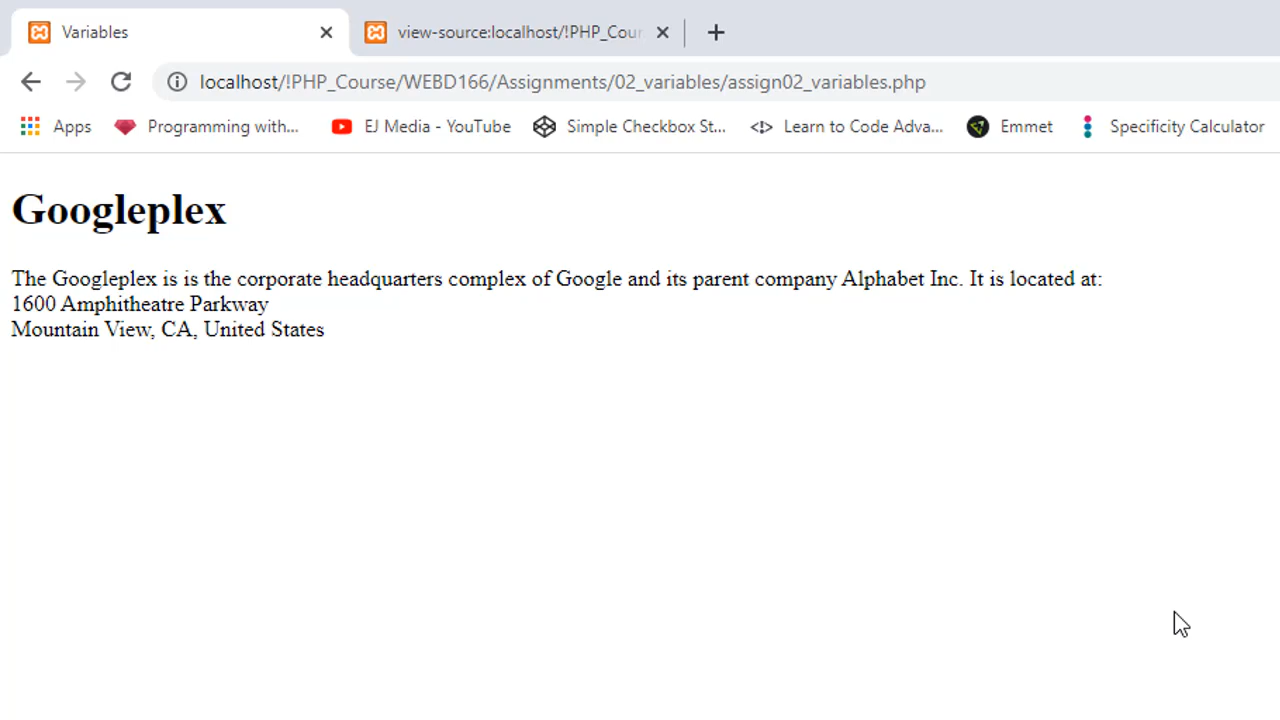 Variables
view-source:localhost/!PHP_Cour
localhost/!PHP_Course/WEBD166/Assignments/02_variables/assign02_variables.php
Apps Programming with... EJ Media - YouTube Simple Checkbox St... Learn to Code Adva... Emmet Specificity Calculator
Googleplex
The Googleplex is is the corporate headquarters complex of Google and its parent company Alphabet Inc. It is located at:
1600 Amphitheatre Parkway
Mountain View, CA, United States